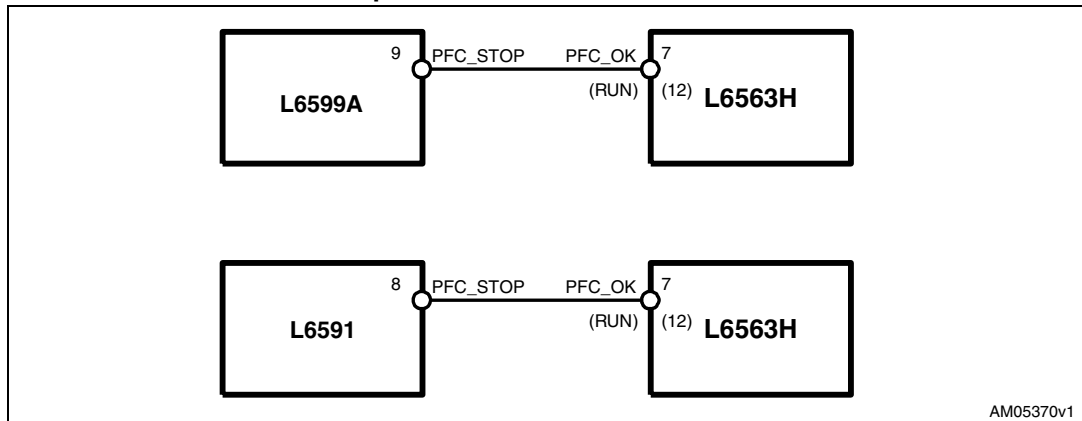 9 PFC_STOP PFC_OK 7
(RUN) (12)
L6599A L6563H
8 PFC_STOP PFC_OK 7
(RUN) (12)
L6591 L6563H
AM05370v1